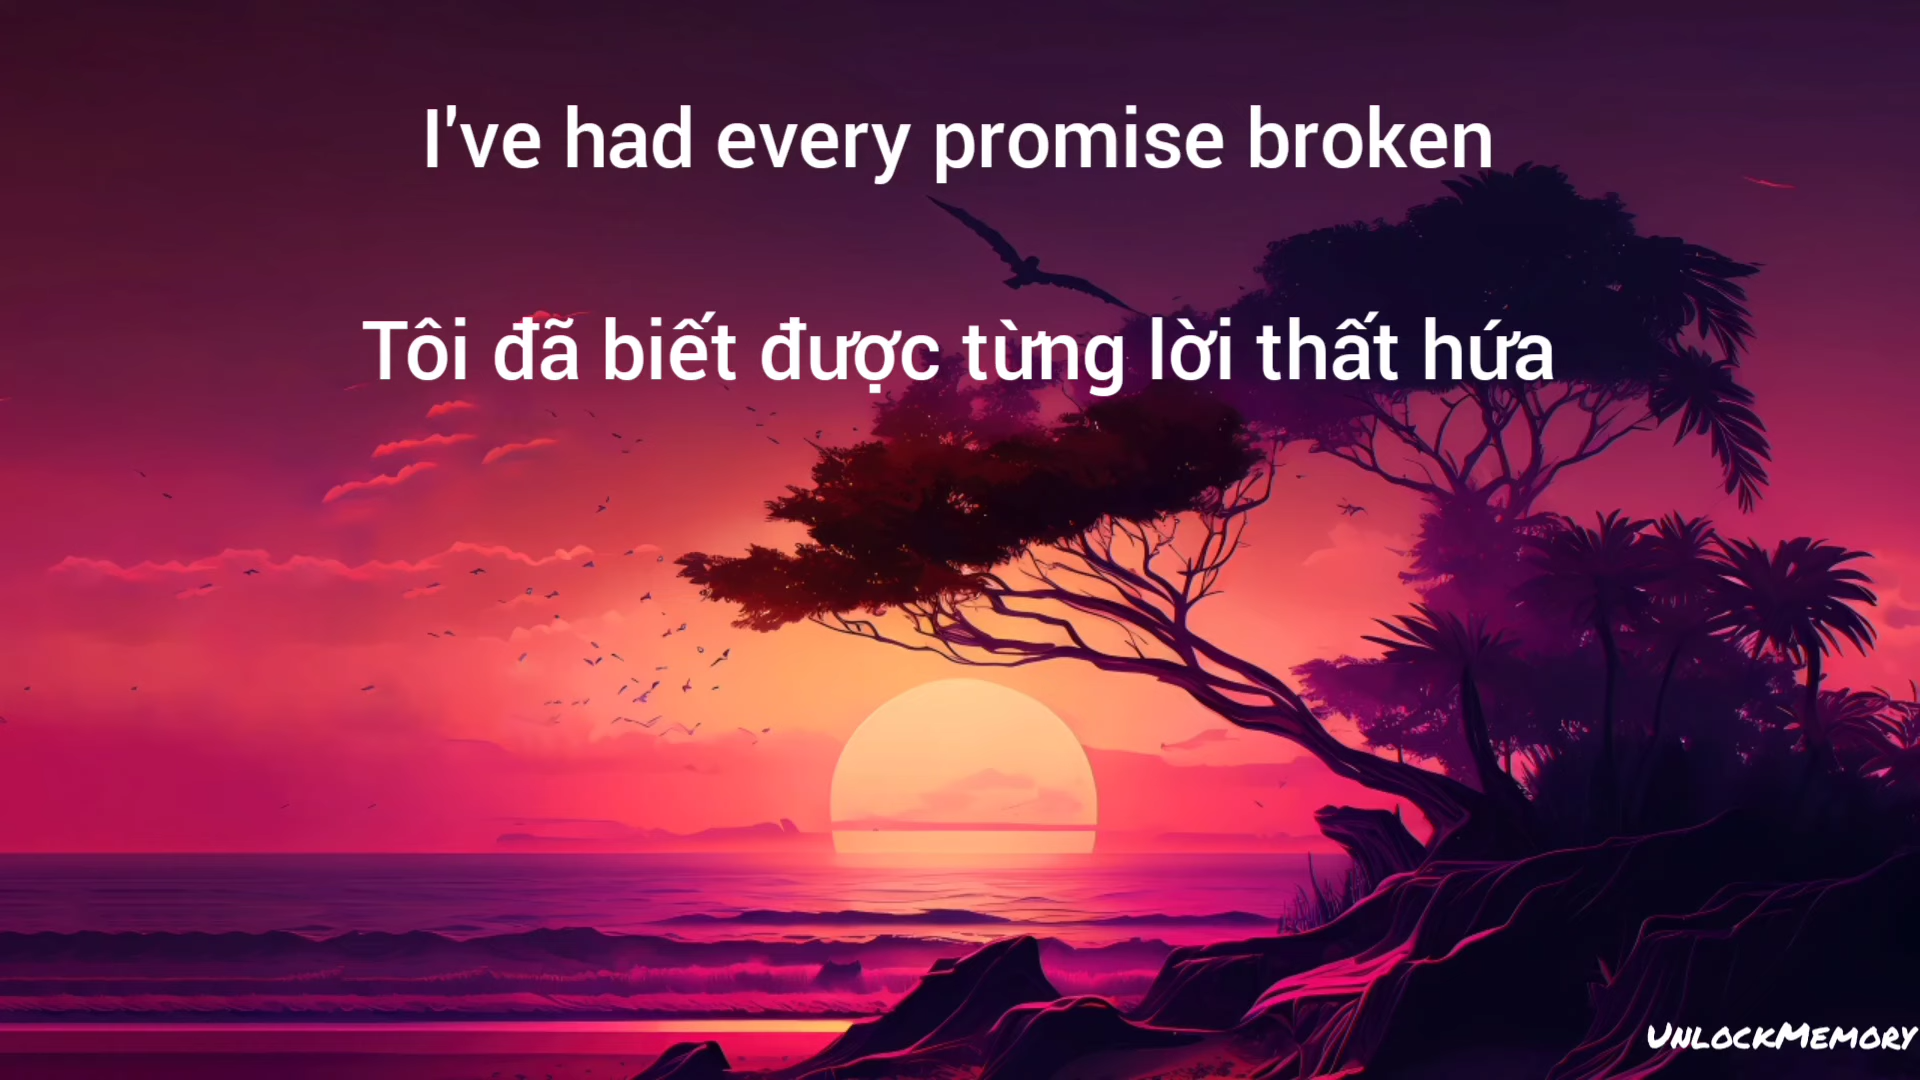 I've had every promise broken
Tôi đã biết được từng lời thất hứa
UnlockMemory